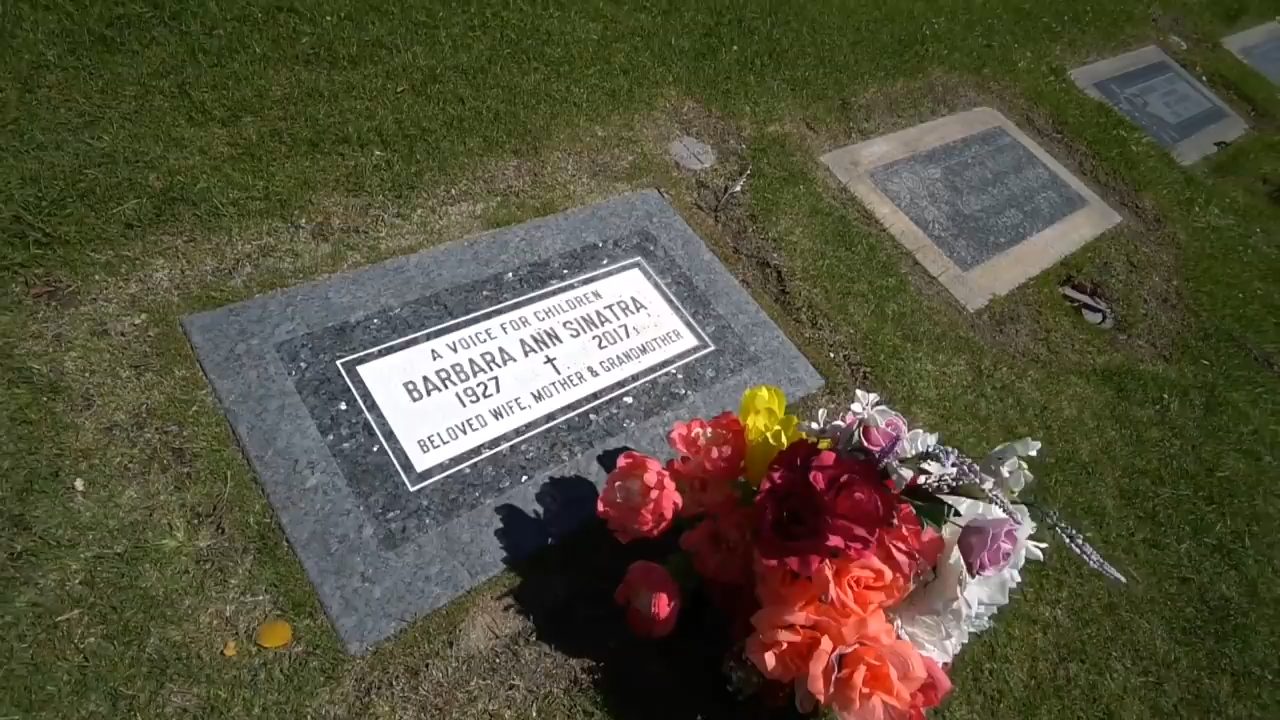 A VOICE FOR CHILDREN
BARBARA ANN SINATRA
1927 † 2017
BELOVED WIFE, MOTHER & GRANDMOTHER